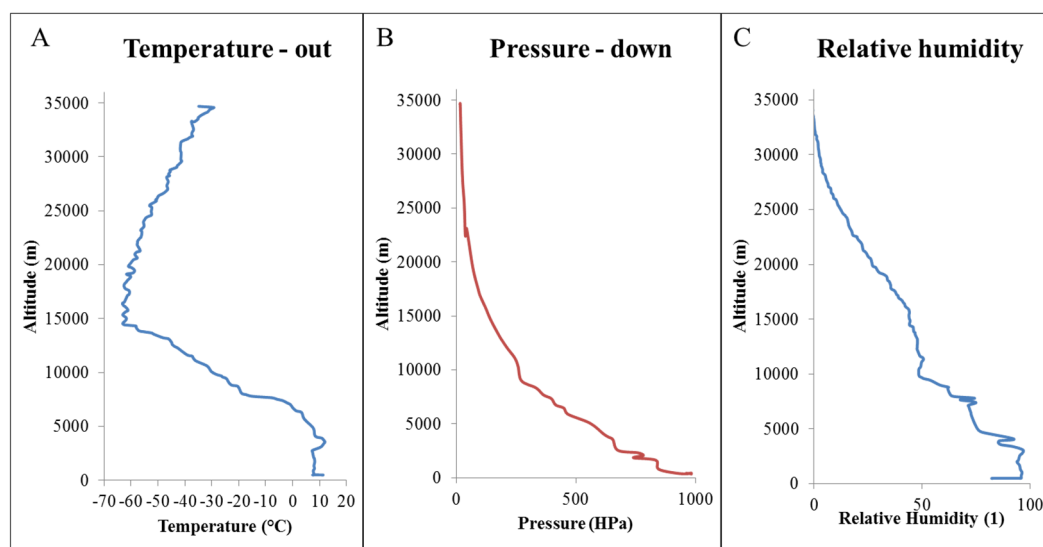 A
Temperature - out
35000
30000
25000
20000
15000
10000
5000
0
Altitude (m)
-70 -60 -50 -40 -30 -20 -10 0 10 20
Temperature (°C)
B
Pressure - down
35000
30000
25000
20000
15000
10000
5000
0
Altitude (m)
0 500 1000
Pressure (HPa)
C
Relative humidity
35000
30000
25000
20000
15000
10000
5000
0
Altitude (m)
0 50 100
Relative Humidity (1)